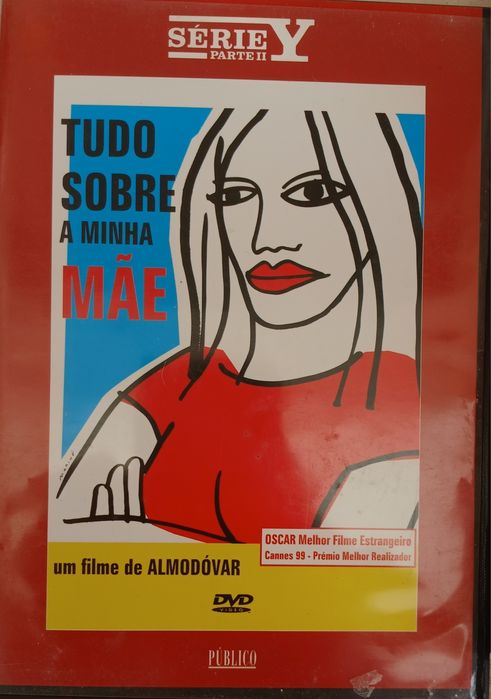 SÉRIE Y
PARTE II
TUDO
SOBRE
A MINHA
MÃE
OSCAR Melhor Filme Estrangeiro
Cannes 99 - Prémio Melhor Realizador
um filme de ALMODÓVAR
DVD
VIDEO
PÚBLICO